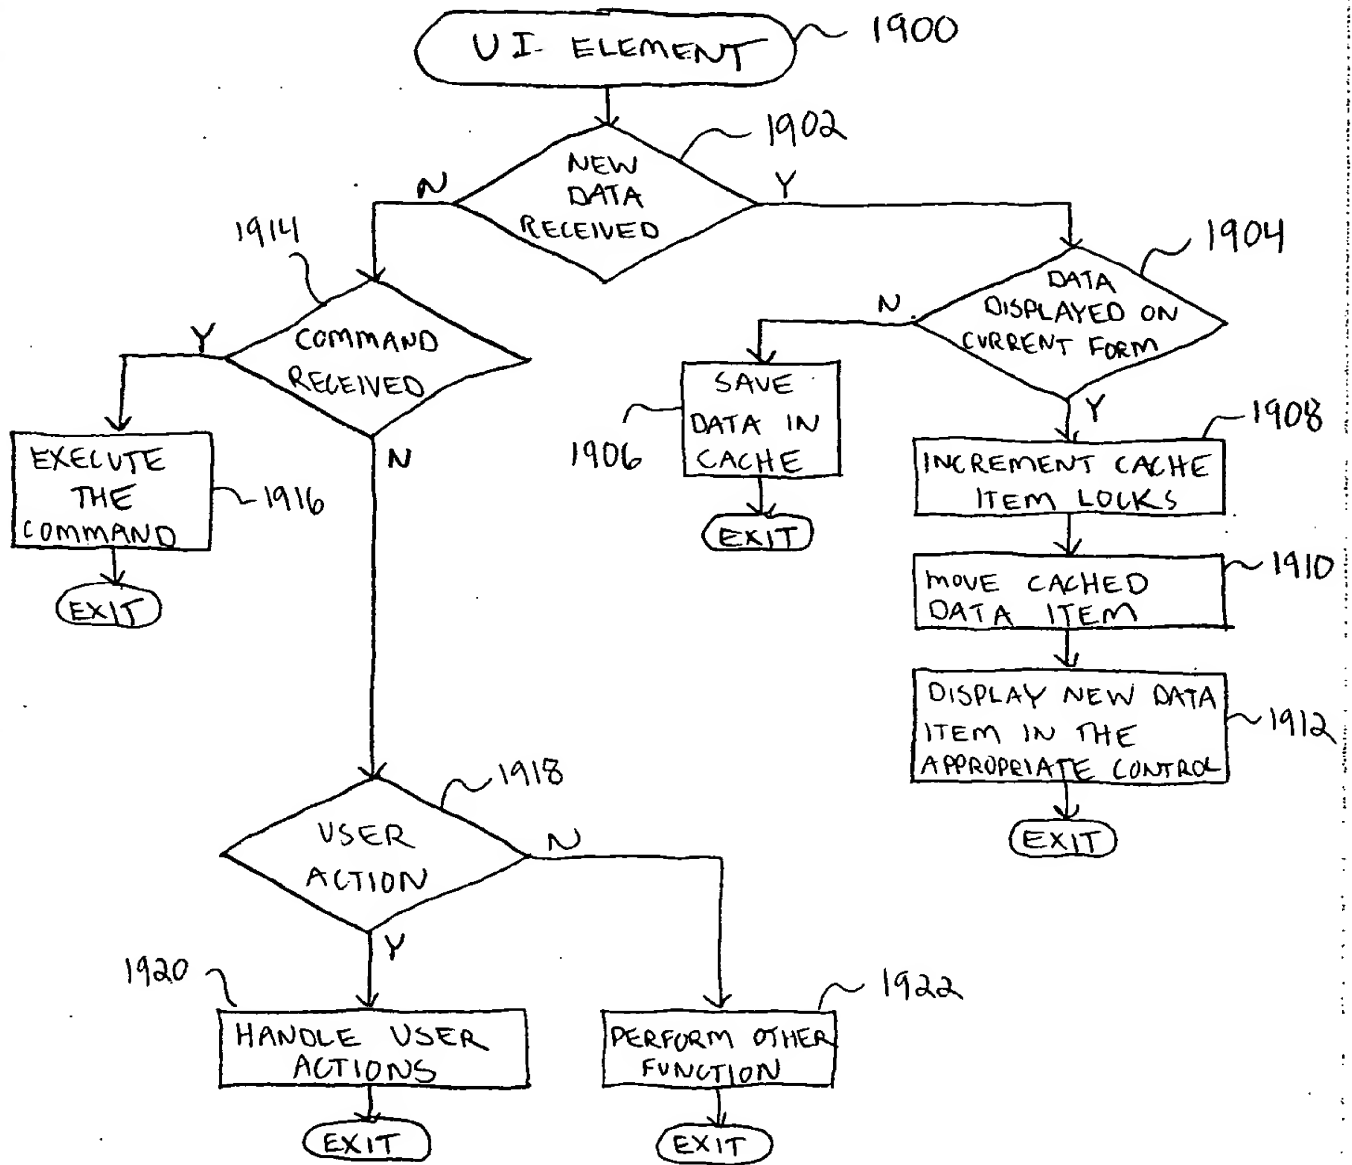 UI ELEMENT
1900
1902
NEW
DATA
RECEIVED
N
Y
1914
1904
COMMAND
RECEIVED
Y
N
DATA
DISPLAYED ON
CURRENT FORM
N
Y
SAVE
DATA IN
CACHE
1906
EXIT
1908
INCREMENT CACHE
ITEM LOCKS
EXECUTE
THE
COMMAND
1916
EXIT
1910
MOVE CACHED
DATA ITEM
DISPLAY NEW DATA
ITEM IN THE
APPROPRIATE CONTROL
1912
EXIT
1918
USER
ACTION
N
Y
1920
HANDLE USER
ACTIONS
EXIT
1922
PERFORM OTHER
FUNCTION
EXIT